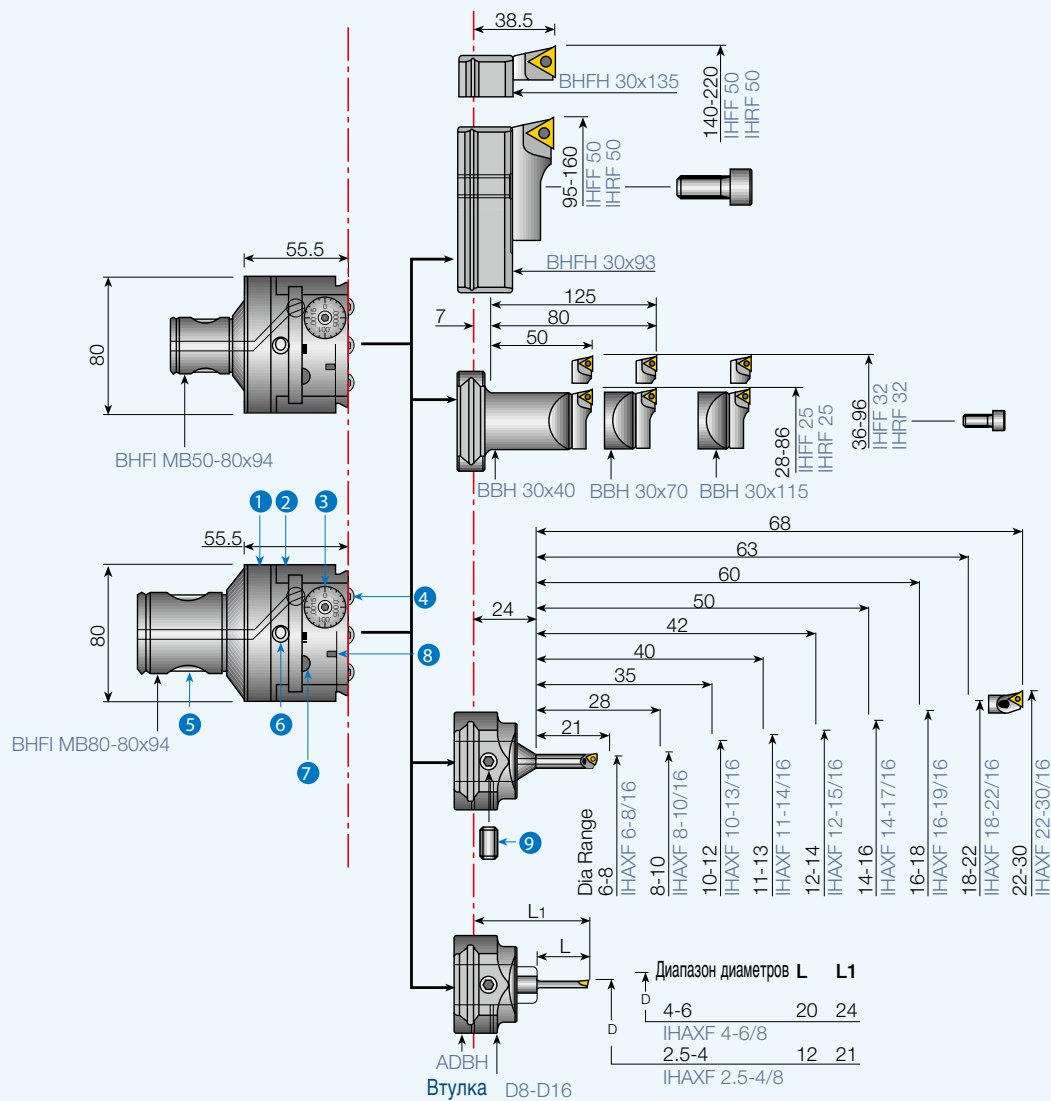 38.5
BHFH 30x135
140-220
IHFF 50
IHRF 50
95-160
IHFF 50
IHRF 50
BHFH 30x93
55.5
80
BHFI MB50-80x94
7
125
80
50
36-96
IHFF 32
IHRF 32
28-86
IHFF 25
IHRF 25
BBH 30x40
BBH 30x70
BBH 30x115
1
2
3
55.5
80
4
5
6
7
8
BHFI MB80-80x94
68
63
60
50
42
40
35
28
21
24
9
Dia Range
6-8
IHAXF 6-8/16
8-10
IHAXF 8-10/16
10-12
IHAXF 10-13/16
11-13
IHAXF 11-14/16
12-14
IHAXF 12-15/16
14-16
IHAXF 14-17/16
16-18
IHAXF 16-19/16
18-22
IHAXF 18-22/16
22-30
IHAXF 22-30/16
L1
L
D
D
Диапазон диаметров L L1
4-6 20 24
IHAXF 4-6/8
2.5-4 12 21
IHAXF 2.5-4/8
ADBH
Втулка D8-D16